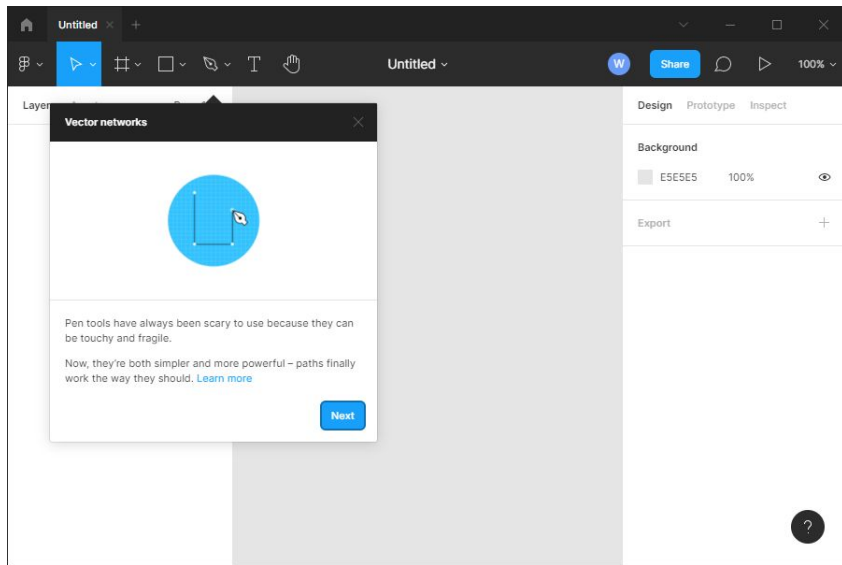 Untitled
Untitled
W
Share
100%
Design Prototype Inspect
Vector networks
Background
E5E5E5 100%
Export
Pen tools have always been scary to use because they can
be touchy and fragile.
Now, they're both simpler and more powerful – paths finally
work the way they should. Learn more
Next
?